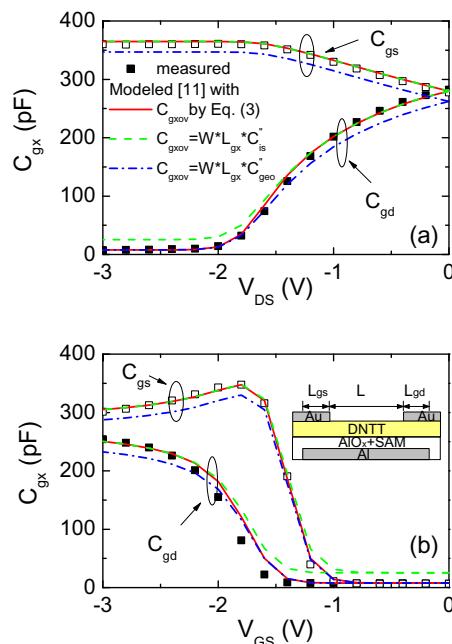 400
300
200
100
0
C_gx (pF)
C_gs
measured
Modeled [11] with
C_gxov by Eq. (3)
C_gxov=W*L_gx*C"_is
C_gxov=W*L_gx*C"_geo
C_gd
(a)
-3 -2 -1 0
V_DS (V)
400
300
200
100
0
C_gx (pF)
C_gs
L_gs L L_gd
Au Au
DNTT
AlO_x+SAM
Al
C_gd
(b)
-3 -2 -1 0
V_GS (V)